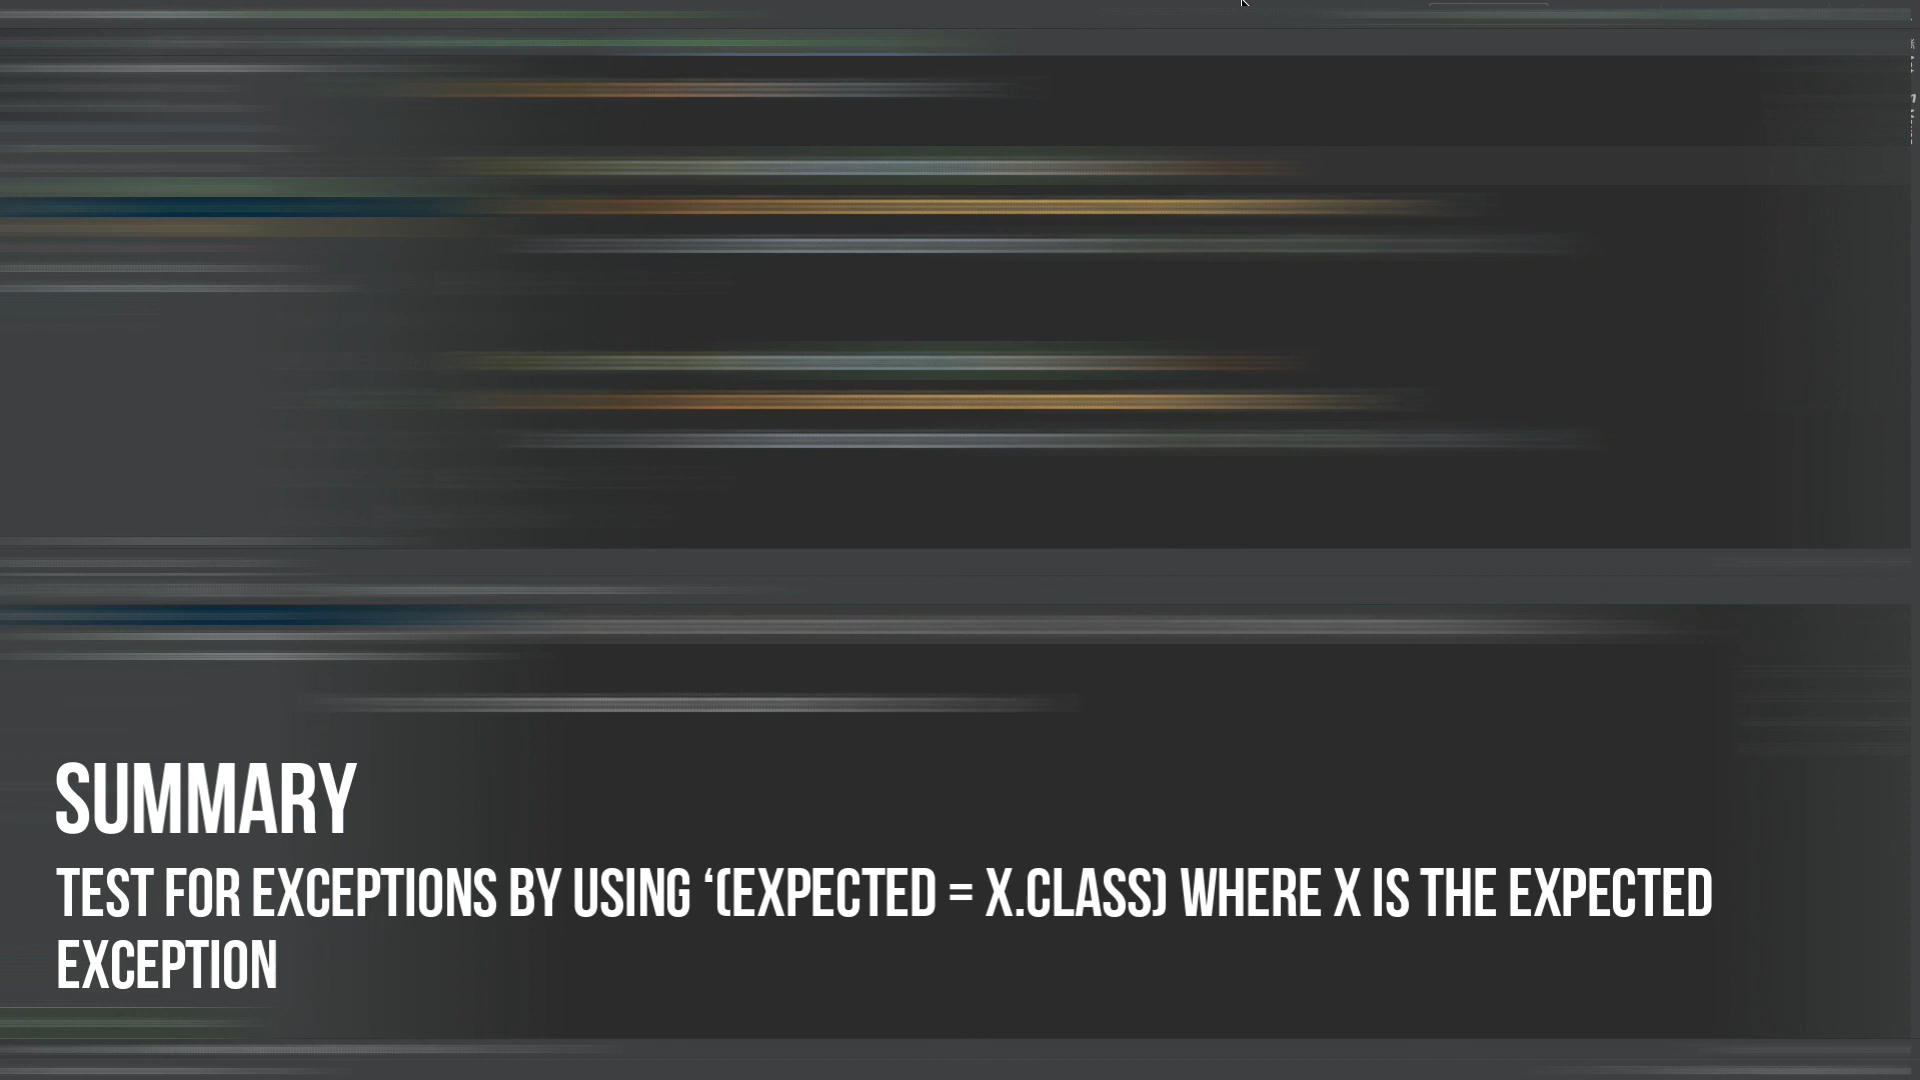 SUMMARY
TEST FOR EXCEPTIONS BY USING ‘(EXPECTED = X.CLASS) WHERE X IS THE EXPECTED
EXCEPTION